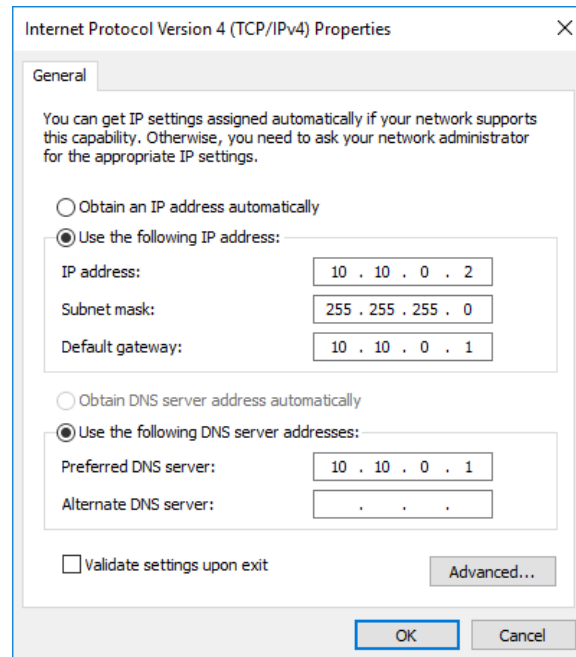 Internet Protocol Version 4 (TCP/IPv4) Properties
General
You can get IP settings assigned automatically if your network supports
this capability. Otherwise, you need to ask your network administrator
for the appropriate IP settings.
Obtain an IP address automatically
Use the following IP address:
IP address: 10 . 10 . 0 . 2
Subnet mask: 255 . 255 . 255 . 0
Default gateway: 10 . 10 . 0 . 1
Obtain DNS server address automatically
Use the following DNS server addresses:
Preferred DNS server: 10 . 10 . 0 . 1
Alternate DNS server: . . .
Validate settings upon exit
Advanced...
OK Cancel